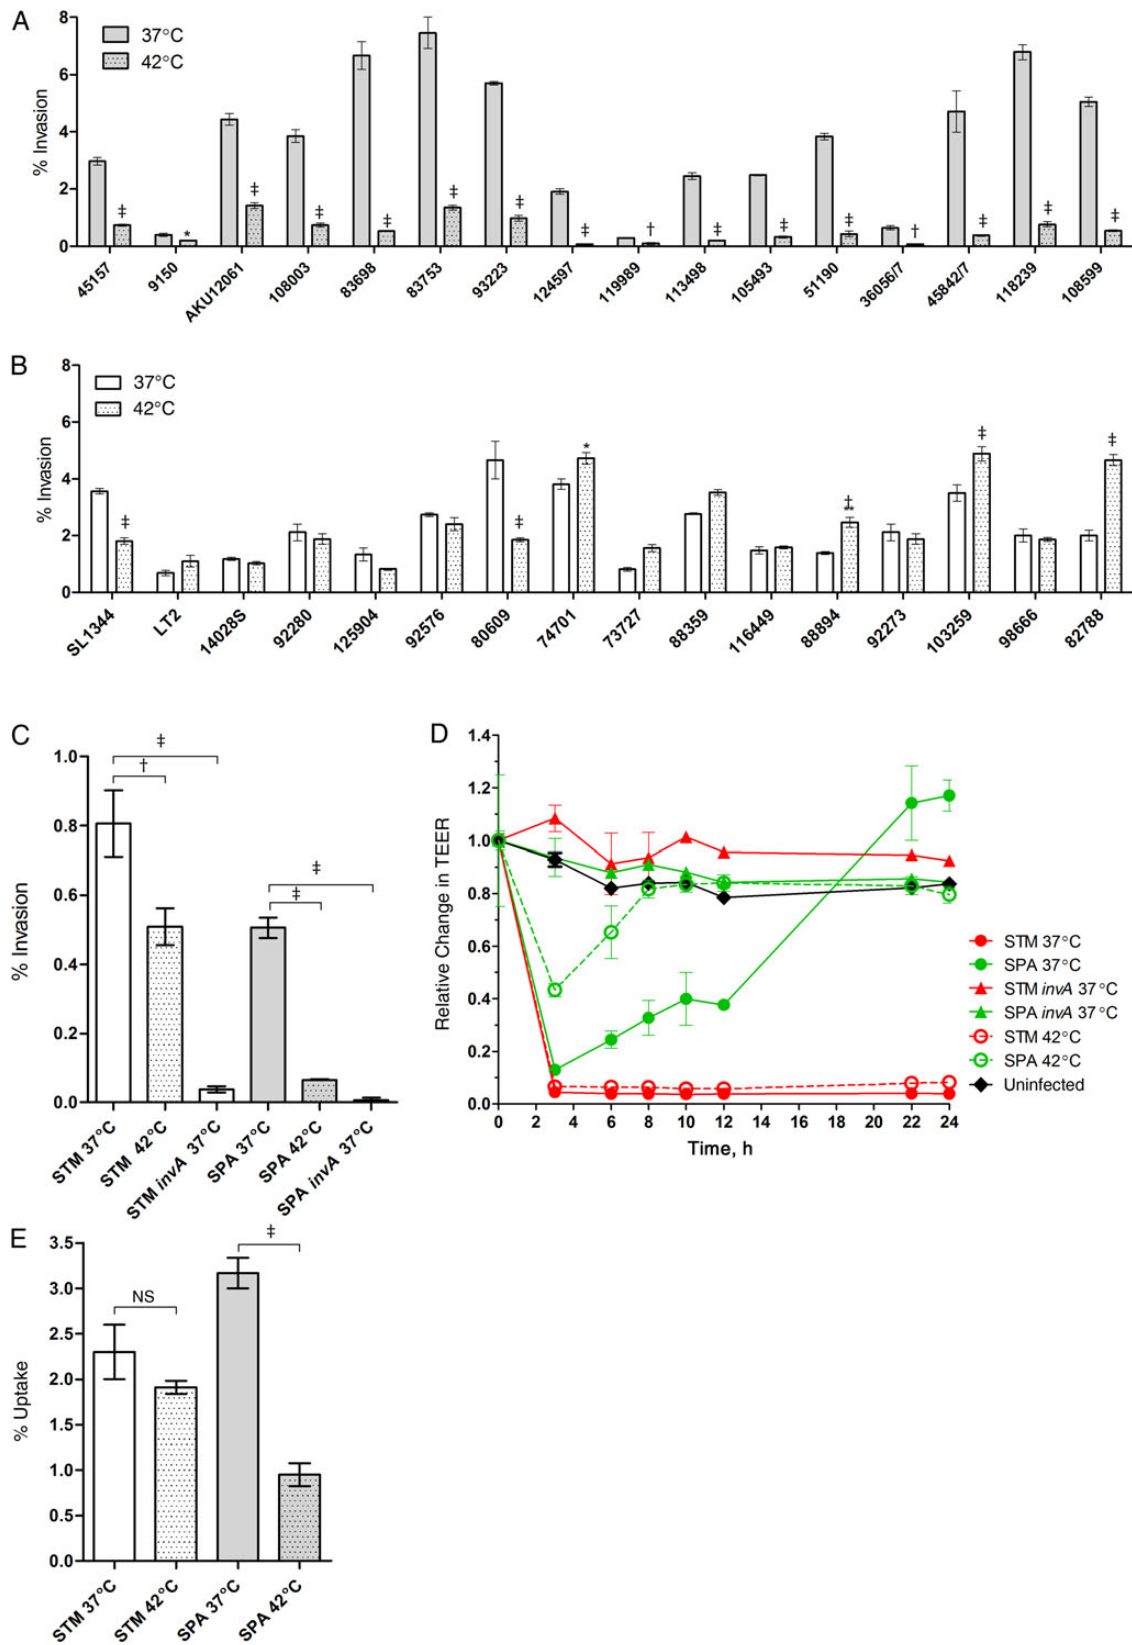 A
37°C
42°C
% Invasion
8
6
4
2
0
‡ * ‡ ‡ ‡ ‡ ‡ ‡ † ‡ ‡ ‡ † ‡ ‡ ‡
45157 9150 AKU12061 108003 83698 83753 93223 124597 119989 113498 105493 51190 36056/7 45842/7 118239 108599
B
37°C
42°C
% Invasion
8
6
4
2
0
‡ ‡ * ‡ ‡ ‡
SL1344 LT2 14028S 92280 125904 92576 80609 74701 73727 88359 116449 88894 92273 103259 98666 82788
C
% Invasion
1.0
0.8
0.6
0.4
0.2
0.0
‡
†
‡
‡
STM 37°C STM 42°C STM invA 37°C SPA 37°C SPA 42°C SPA invA 37°C
D
Relative Change in TEER
1.4
1.2
1.0
0.8
0.6
0.4
0.2
0.0
0 2 4 6 8 10 12 14 16 18 20 22 24
Time, h
STM 37°C
SPA 37°C
STM invA 37°C
SPA invA 37°C
STM 42°C
SPA 42°C
Uninfected
E
% Uptake
3.5
3.0
2.5
2.0
1.5
1.0
0.5
0.0
NS
‡
STM 37°C STM 42°C SPA 37°C SPA 42°C